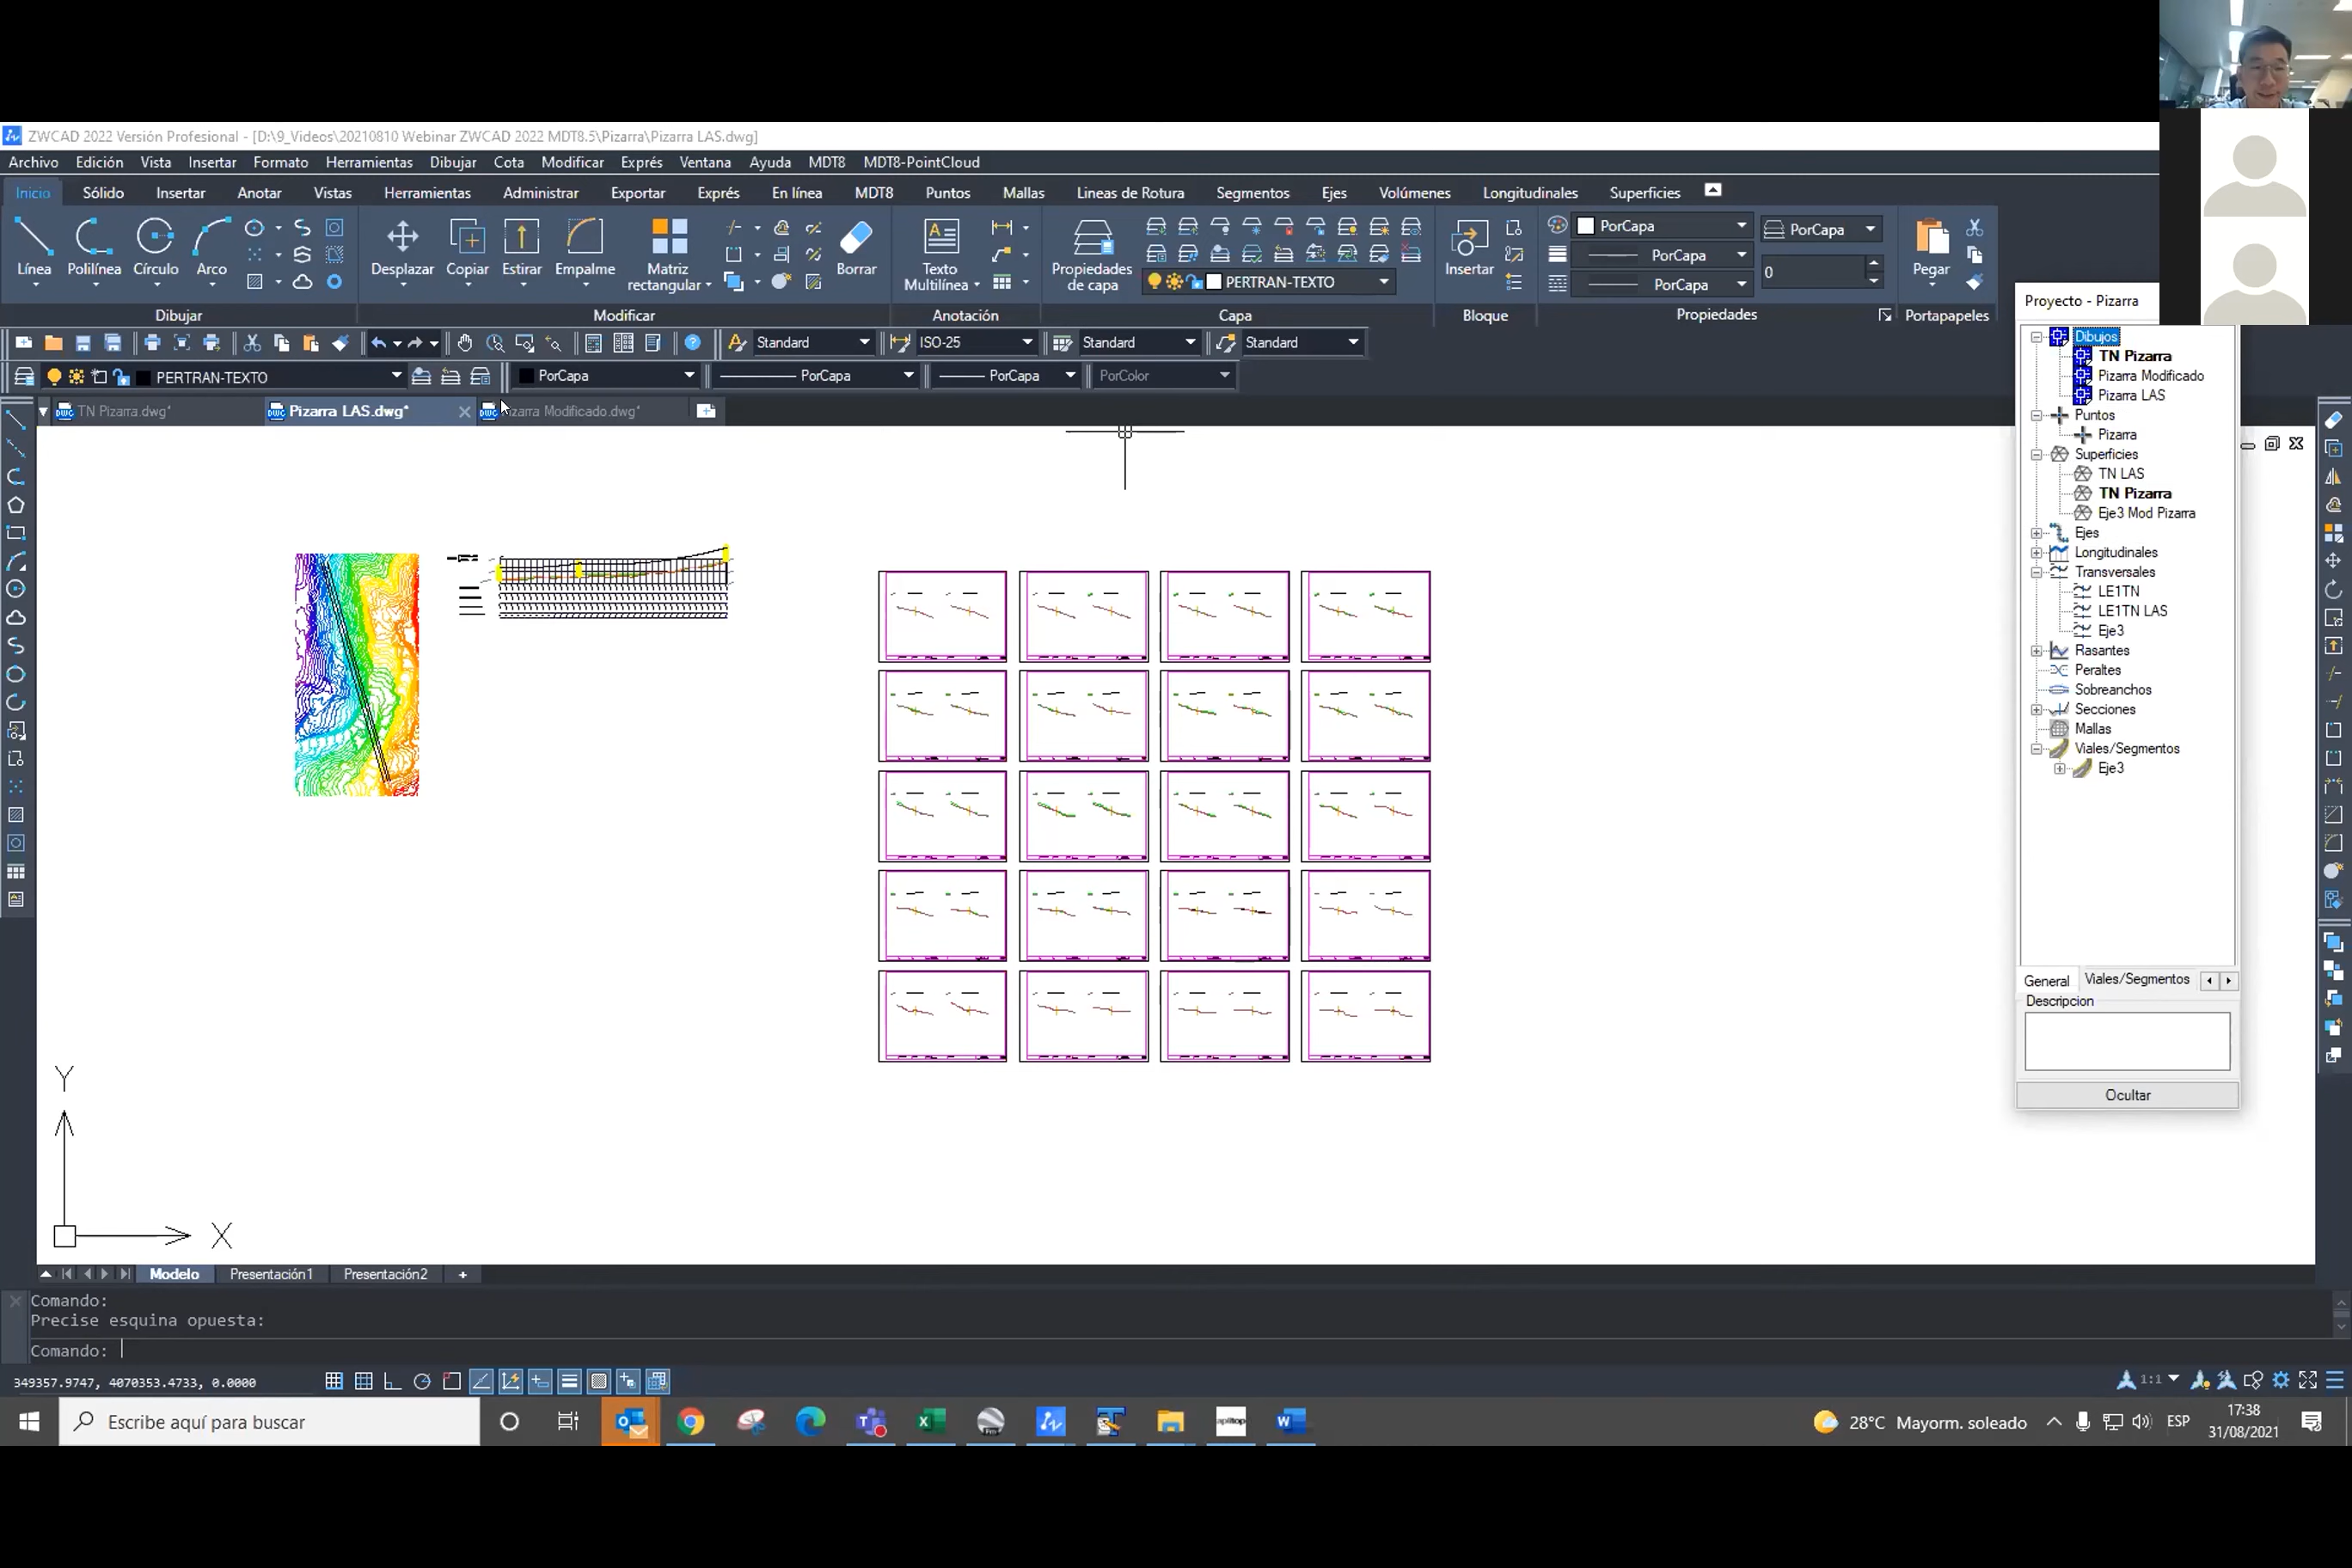 ZWCAD 2022 Versión Profesional - [D:\9_Videos\20210810 Webinar ZWCAD 2022 MDT8.5\Pizarra\Pizarra LAS.dwg]
Archivo Edición Vista Insertar Formato Herramientas Dibujar Cota Modificar Exprés Ventana Ayuda MDT8 MDT8-PointCloud
Inicio Sólido Insertar Anotar Vistas Herramientas Administrar Exportar Exprés En línea MDT8 Puntos Mallas Lineas de Rotura Segmentos Ejes Volúmenes Longitudinales Superficies
PorCapa PorCapa
PorCapa
Línea Polilínea Círculo Arco Desplazar Copiar Estirar Empalme Matriz rectangular Borrar Texto Multilínea Propiedades de capa Insertar 0 Pegar
PERTRAN-TEXTO PorCapa
Dibujar Modificar Anotación Capa Bloque Propiedades Portapapeles
Standard ISO-25 Standard Standard
PERTRAN-TEXTO PorCapa PorCapa PorCapa PorColor
TN Pizarra.dwg* Pizarra LAS.dwg* zarra Modificado.dwg*
Proyecto - Pizarra
Dibujos
TN Pizarra
Pizarra Modificado
Pizarra LAS
Puntos
Pizarra
Superficies
TN LAS
TN Pizarra
Eje3 Mod Pizarra
Ejes
Longitudinales
Transversales
LE1TN
LE1TN LAS
Eje3
Rasantes
Peraltes
Sobreanchos
Secciones
Mallas
Viales/Segmentos
Eje3
General Viales/Segmentos
Descripcion
Ocultar
Y
X
Modelo Presentación1 Presentación2 +
Comando:
Precise esquina opuesta:
Comando:
349357.9747, 4070353.4733, 0.0000
1:1
Escribe aquí para buscar
aplitop
28°C Mayorm. soleado
ESP
17:38
31/08/2021